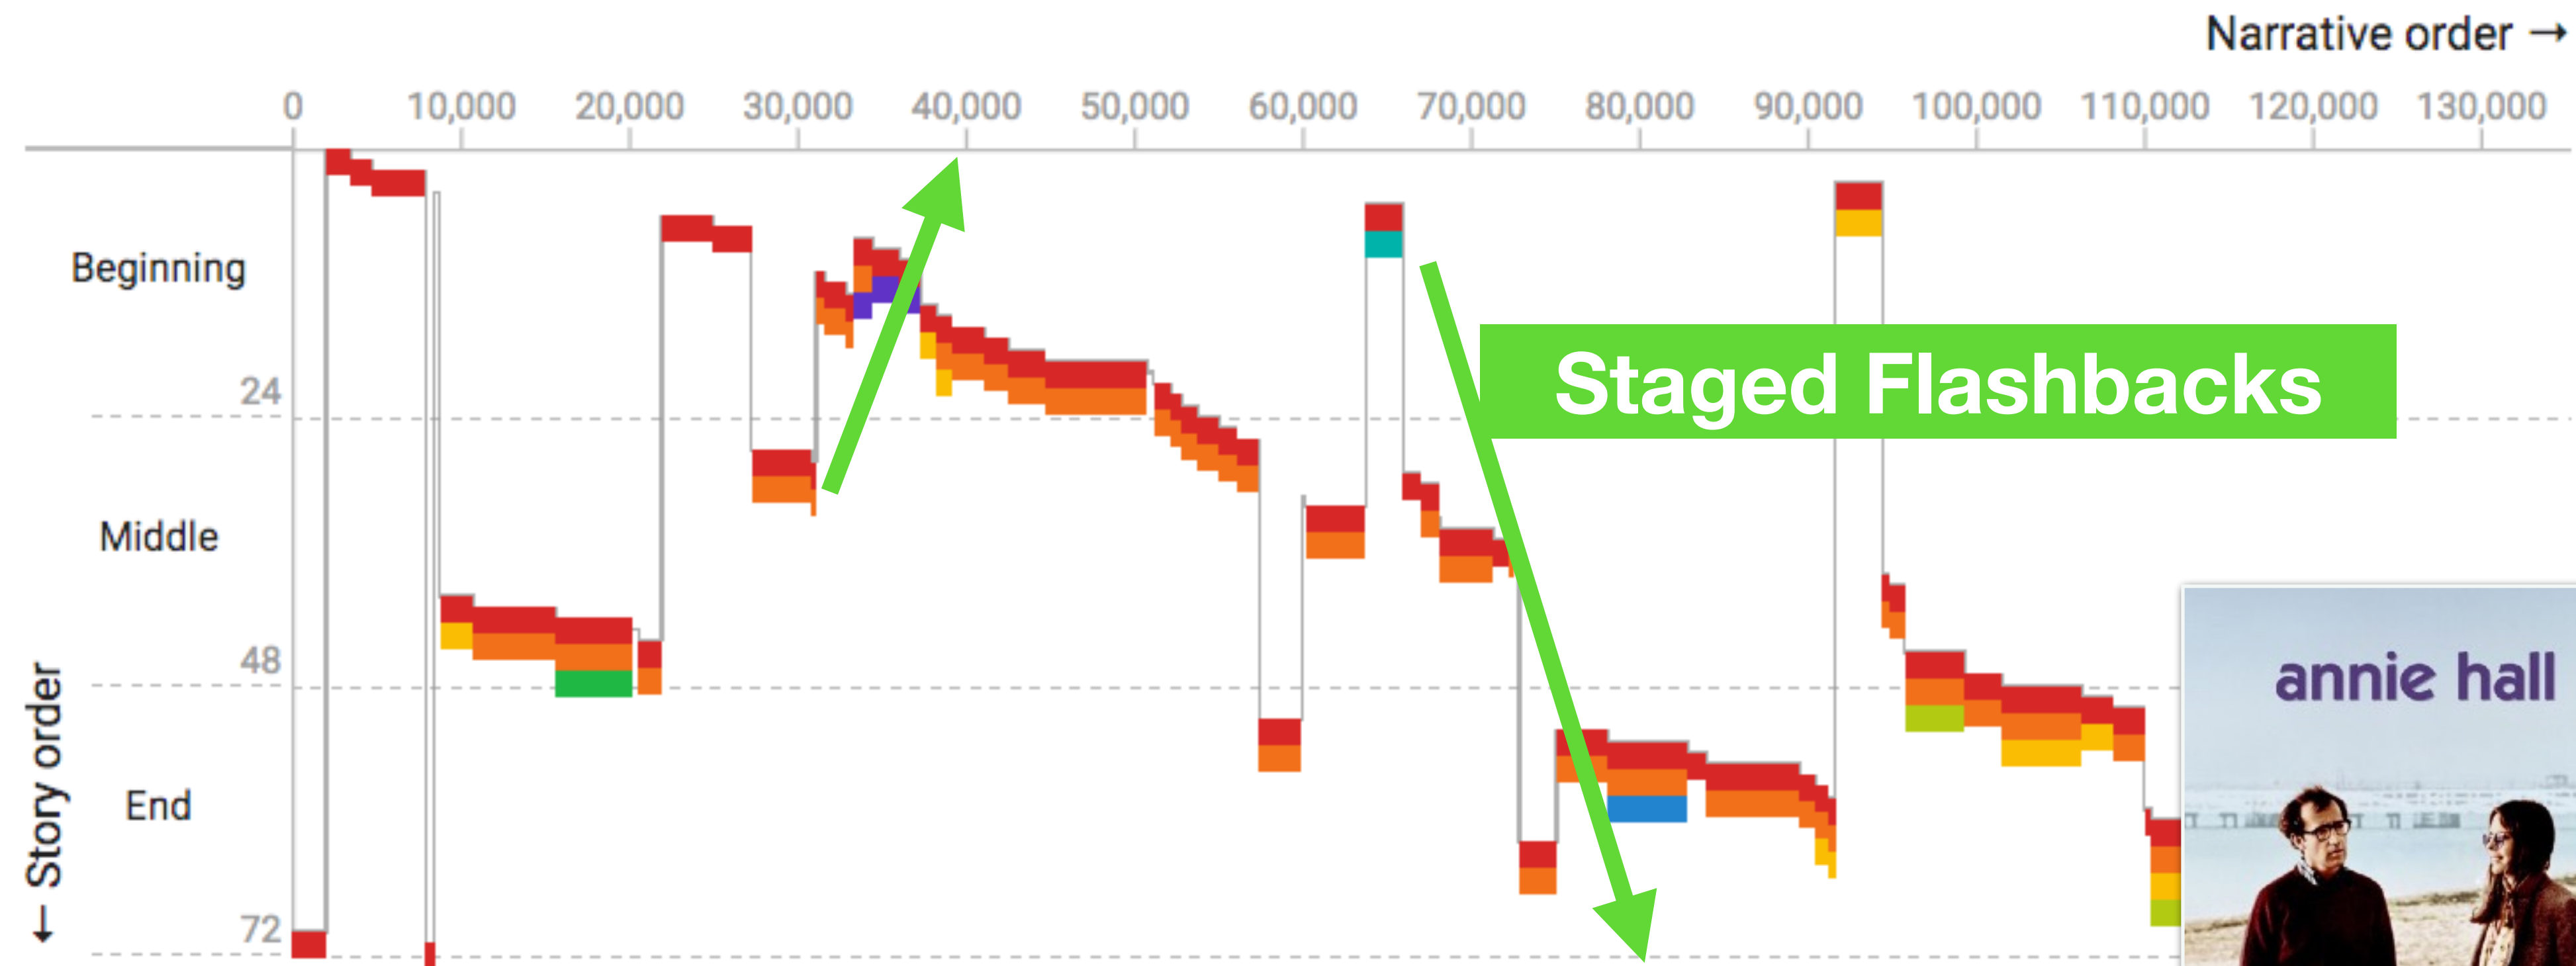 Narrative order →
0 10,000 20,000 30,000 40,000 50,000 60,000 70,000 80,000 90,000 100,000 110,000 120,000 130,000
Beginning
24
Staged Flashbacks
Middle
48
annie hall
End
72
← Story order